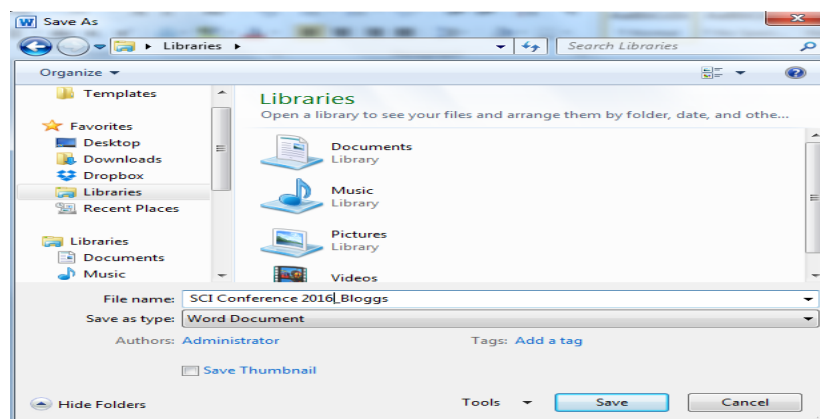 Save As
Libraries
Search Libraries
Organize
Templates
Favorites
Desktop
Downloads
Dropbox
Libraries
Recent Places
Libraries
Documents
Music
Libraries
Open a library to see your files and arrange them by folder, date, and othe...
Documents
Library
Music
Library
Pictures
Library
Videos
File name: SCI Conference 2016_Bloggs
Save as type: Word Document
Authors: Administrator Tags: Add a tag
Save Thumbnail
Hide Folders Tools Save Cancel